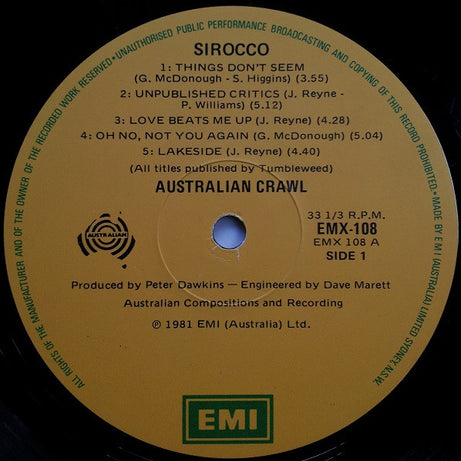 ALL RIGHTS OF THE MANUFACTURER AND OF THE OWNER OF THE RECORDED WORK RESERVED • UNAUTHORISED PUBLIC PERFORMANCE BROADCASTING AND COPYING OF THIS RECORD PROHIBITED • MADE BY EMI (AUSTRALIA) LIMITED SYDNEY, N.S.W.
SIROCCO
1: THINGS DON'T SEEM
(G. McDONOUGH - S. Higgins) (3.55)
2: UNPUBLISHED CRITICS (J. Reyne -
P. Williams) (5.12)
3: LOVE BEATS ME UP (J. Reyne) (4.28)
4: OH NO, NOT YOU AGAIN (G. McDonough) (5.04)
5: LAKESIDE (J. Reyne) (4.40)
(All titles published by Tumbleweed)
AUSTRALIAN CRAWL
AUSTRALIAN
33 1/3 R.P.M.
EMX-108
EMX 108 A
SIDE 1
Produced by Peter Dawkins — Engineered by Dave Marett
Australian Compositions and Recording
℗ 1981 EMI (Australia) Ltd.
EMI